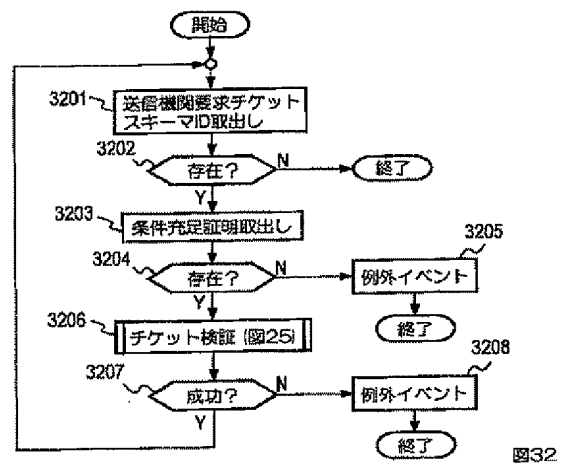 開始
3201
送信機関要求チケット
スキーマID取出し
3202
存在?
N
終了
Y
3203
条件充足証明取出し
3204
存在?
N
3205
例外イベント
終了
Y
3206
チケット検証(図25)
3207
成功?
N
3208
例外イベント
終了
Y
図32